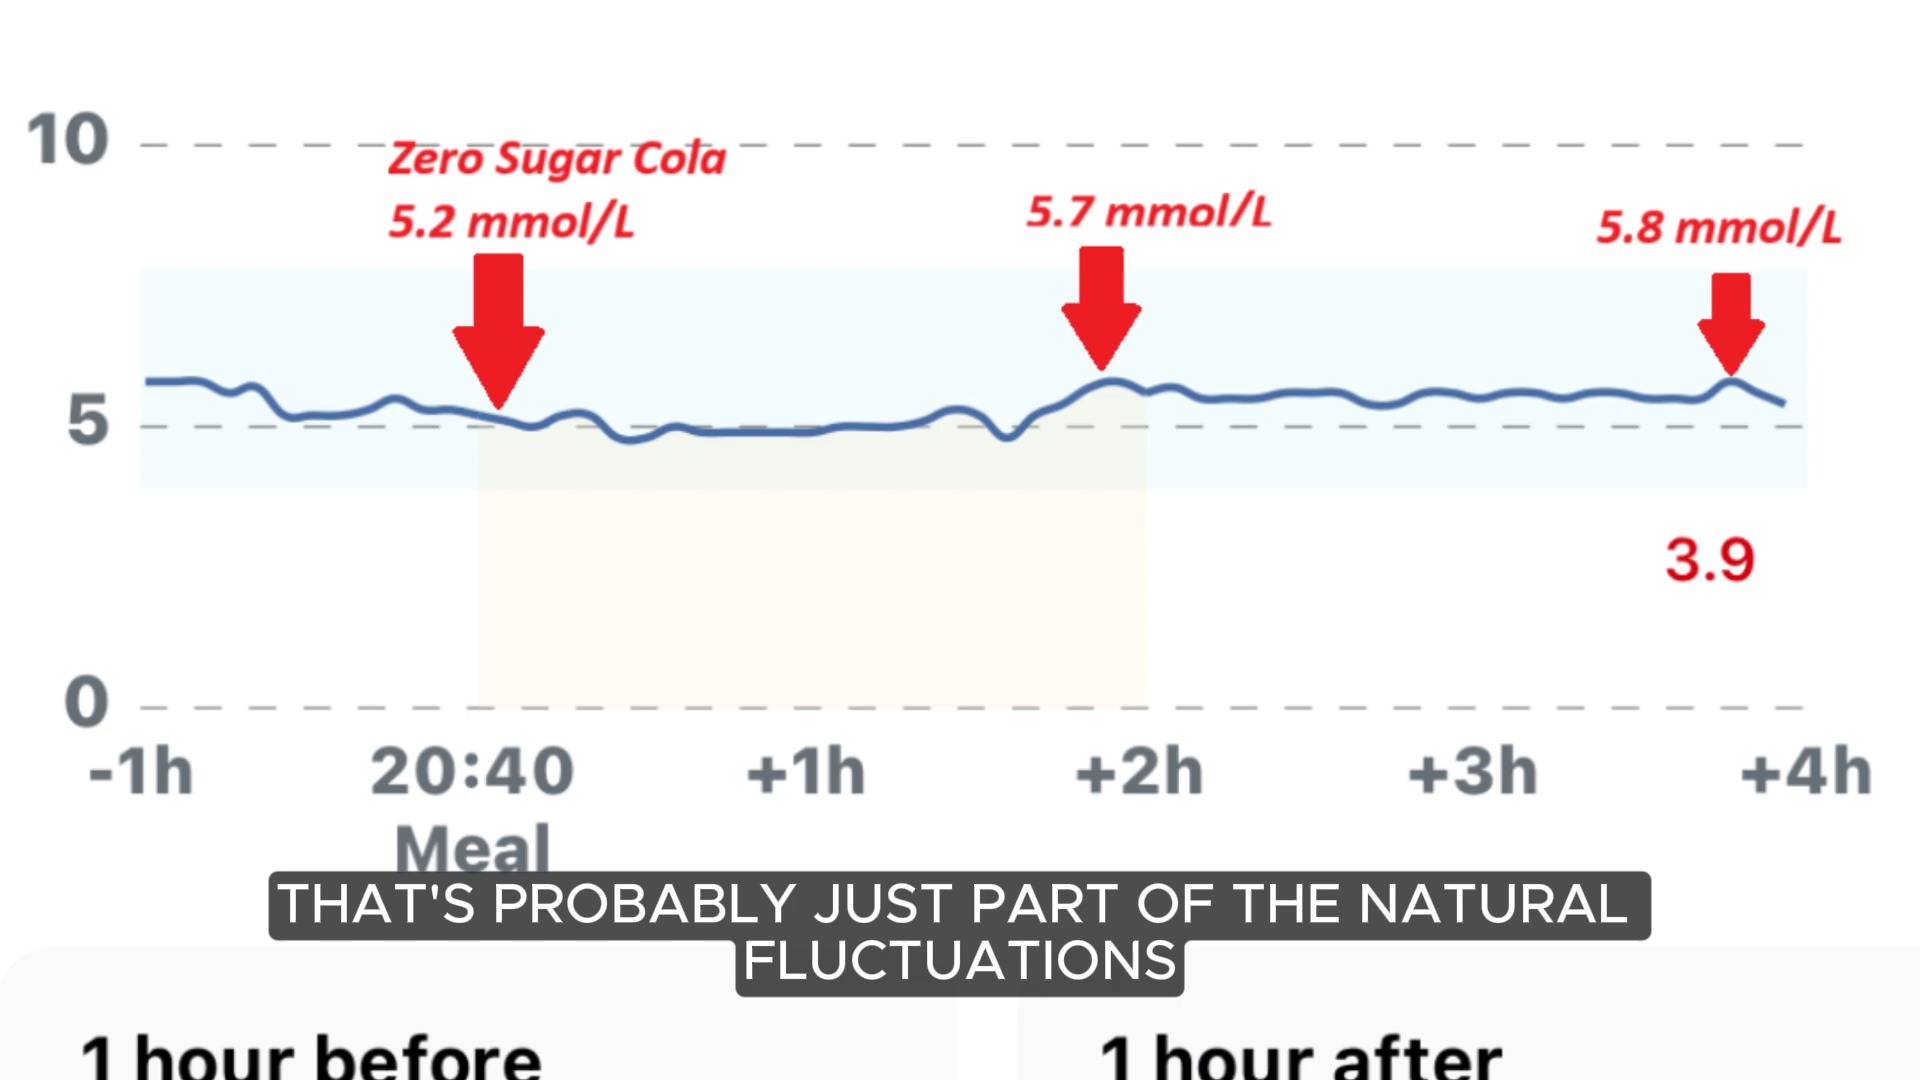 10
Zero Sugar Cola
5.2 mmol/L
5.7 mmol/L
5.8 mmol/L
5
3.9
0
-1h
20:40
+1h
+2h
+3h
+4h
Meal
THAT'S PROBABLY JUST PART OF THE NATURAL
FLUCTUATIONS
1 hour before
1 hour after